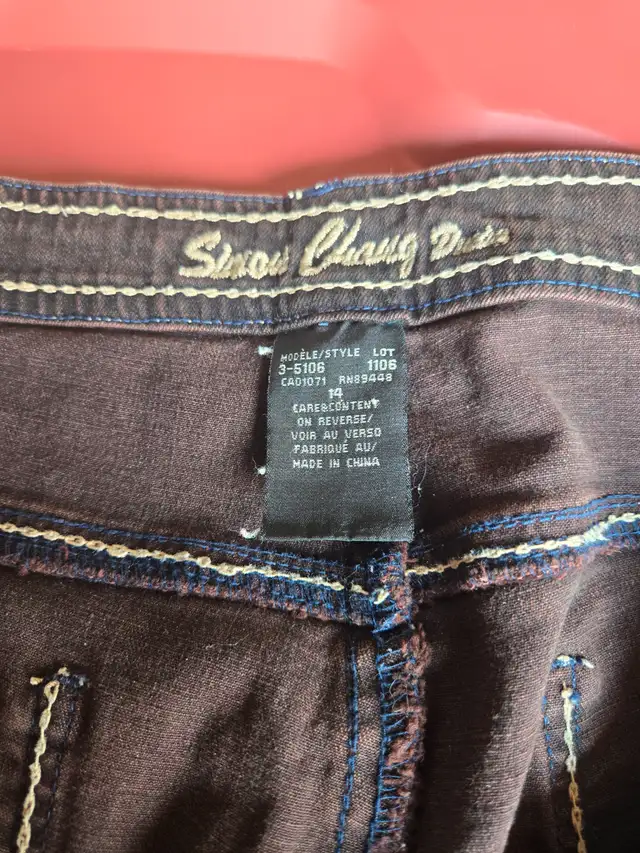 Simon Chang
MODÈLE/STYLE LOT
3-5106 1106
CA01071 RN89448
14
CARE&CONTENT
ON REVERSE/
VOIR AU VERSO
FABRIQUÉ AU/
MADE IN CHINA